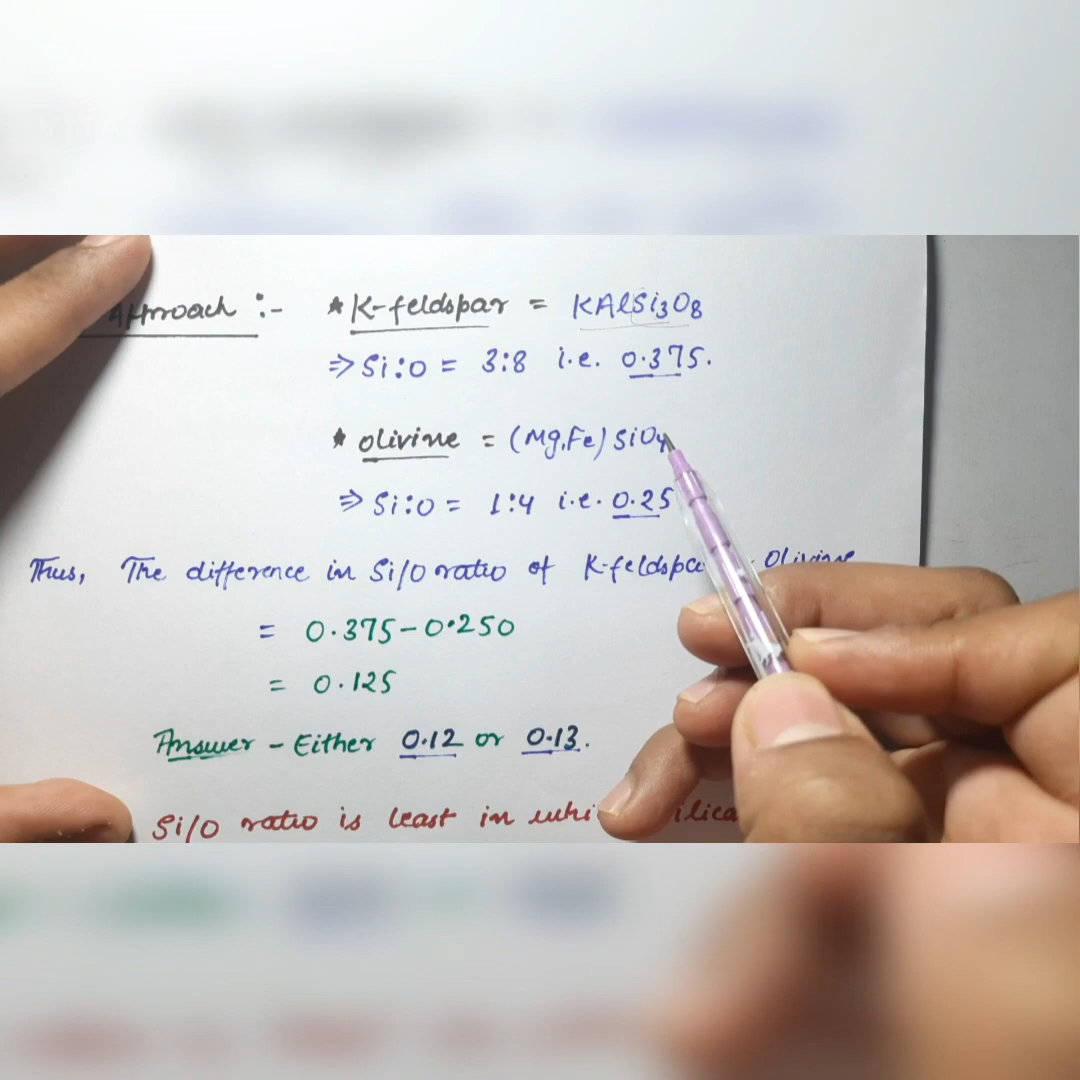 Approach :- * K-feldspar = KAlSi3O8
⇒ Si:O = 3:8 i.e. 0.375.
* olivine = (Mg,Fe) SiO4
⇒ Si:O = 1:4 i.e. 0.25
Thus, The difference in Si/O ratio of K-feldspa Olivine
= 0.375-0.250
= 0.125
Answer - Either 0.12 or 0.13.
Si/O ratio is least in